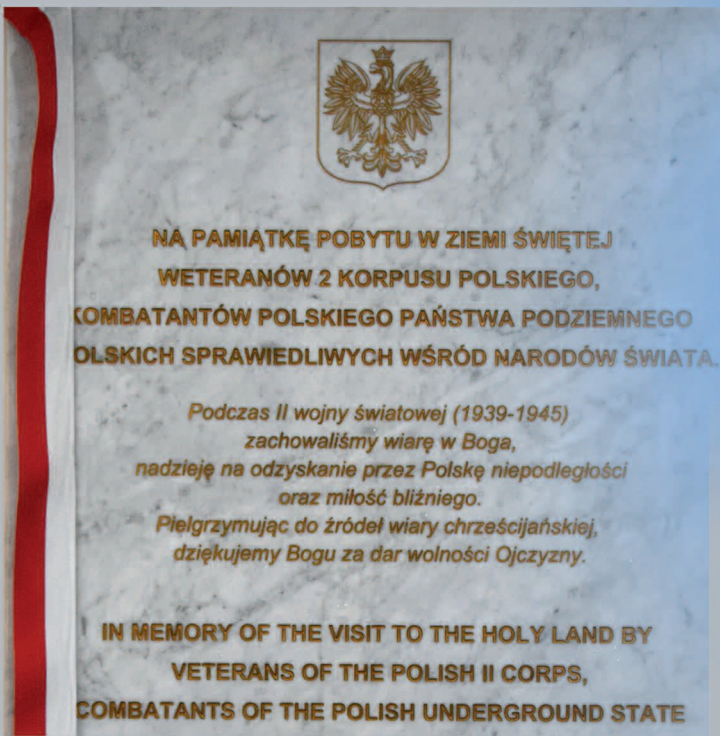 NA PAMIĄTKĘ POBYTU W ZIEMI ŚWIĘTEJ
WETERANÓW 2 KORPUSU POLSKIEGO,
KOMBATANTÓW POLSKIEGO PAŃSTWA PODZIEMNEGO
OLSKICH SPRAWIEDLIWYCH WŚRÓD NARODÓW ŚWIATA.
Podczas II wojny światowej (1939-1945)
zachowaliśmy wiarę w Boga,
nadzieję na odzyskanie przez Polskę niepodległości
oraz miłość bliźniego.
Pielgrzymując do źródeł wiary chrześcijańskiej,
dziękujemy Bogu za dar wolności Ojczyzny.
IN MEMORY OF THE VISIT TO THE HOLY LAND BY
VETERANS OF THE POLISH II CORPS,
COMBATANTS OF THE POLISH UNDERGROUND STATE